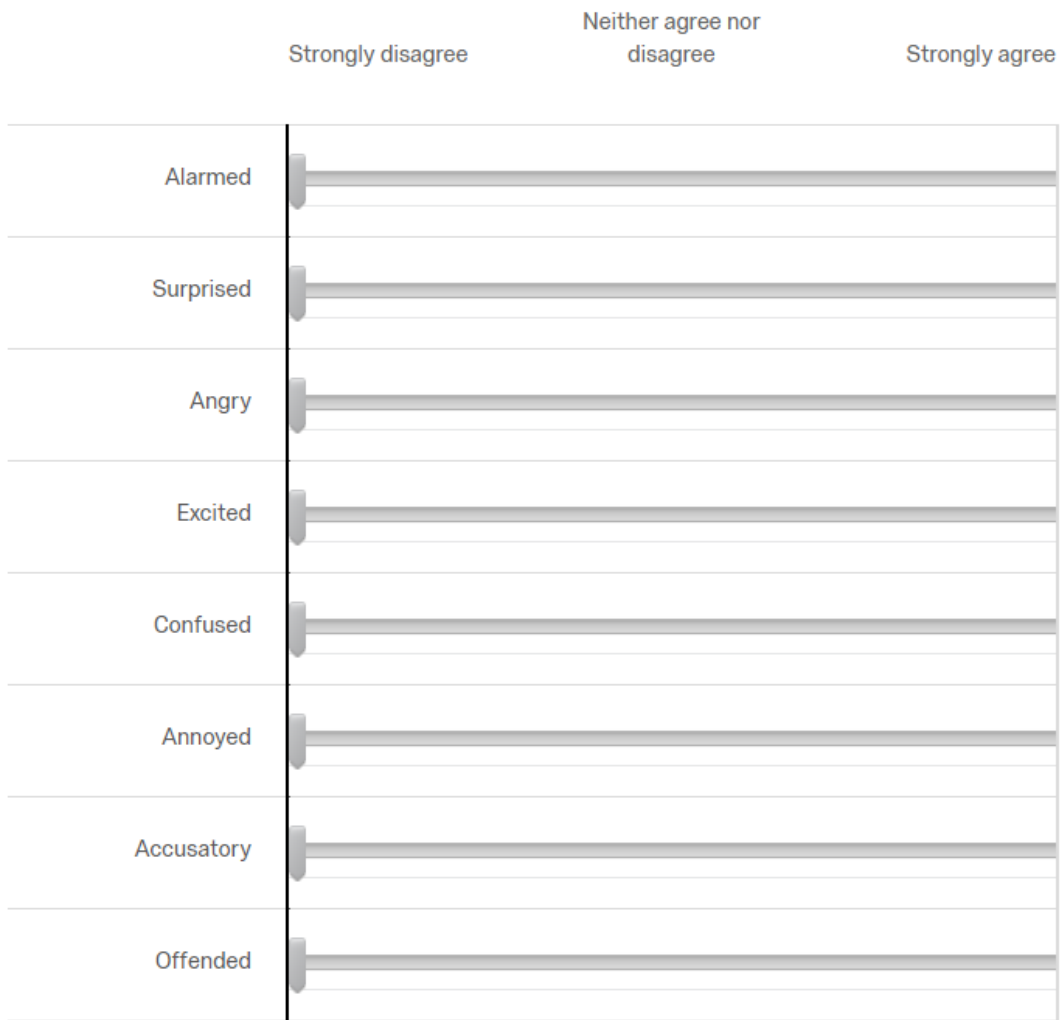 Strongly disagree
Neither agree nor
disagree
Strongly agree
Alarmed
Surprised
Angry
Excited
Confused
Annoyed
Accusatory
Offended